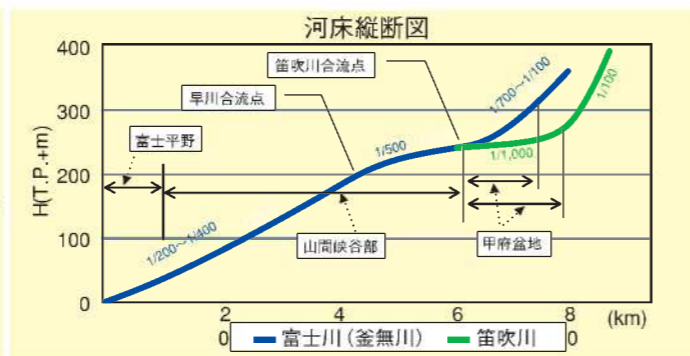 河床縦断図
H(T.P.+m)
400
300
200
100
0
笛吹川合流点
早川合流点
富士平野
1/700～1/100
1/100
1/500
1/1,000
1/200～1/400
山間峡谷部
甲府盆地
2 4 6 8 (km)
0 0
富士川(釜無川) 笛吹川